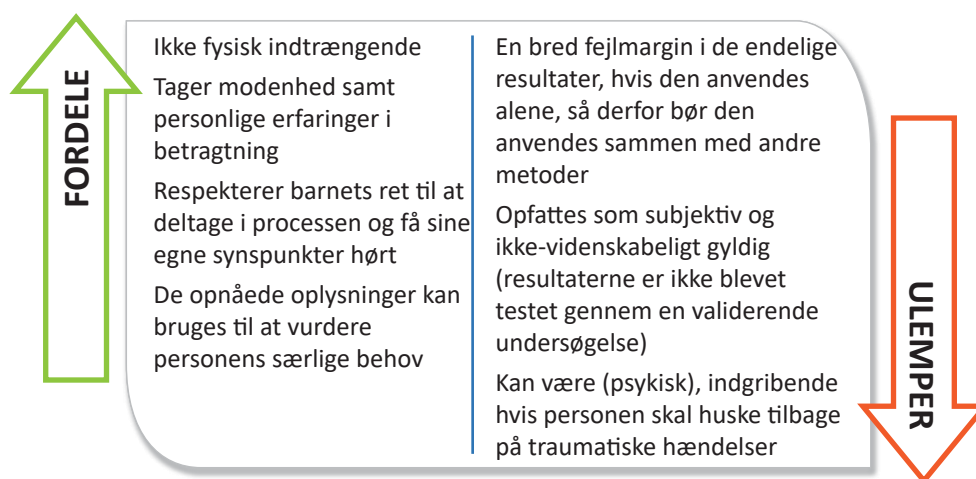 FORDELE
Ikke fysisk indtrængende
Tager modenhed samt
personlige erfaringer i
betragtning
Respekterer barnets ret til at
deltage i processen og få sine
egne synspunkter hørt
De opnåede oplysninger kan
bruges til at vurdere
personens særlige behov
En bred fejlmargin i de endelige
resultater, hvis den anvendes
alene, så derfor bør den
anvendes sammen med andre
metoder
Opfattes som subjektiv og
ikke-videnskabeligt gyldig
(resultaterne er ikke blevet
testet gennem en validerende
undersøgelse)
Kan være (psykisk), indgribende
hvis personen skal huske tilbage
på traumatiske hændelser
ULEMPER